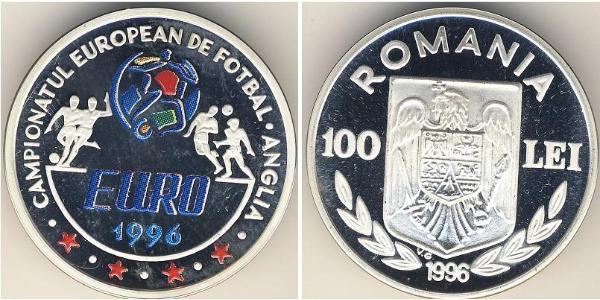 CAMPIONATUL EUROPEAN DE FOTBAL · ANGLIA
EURO
1996
ROMANIA
100 LEI
V.G
1996